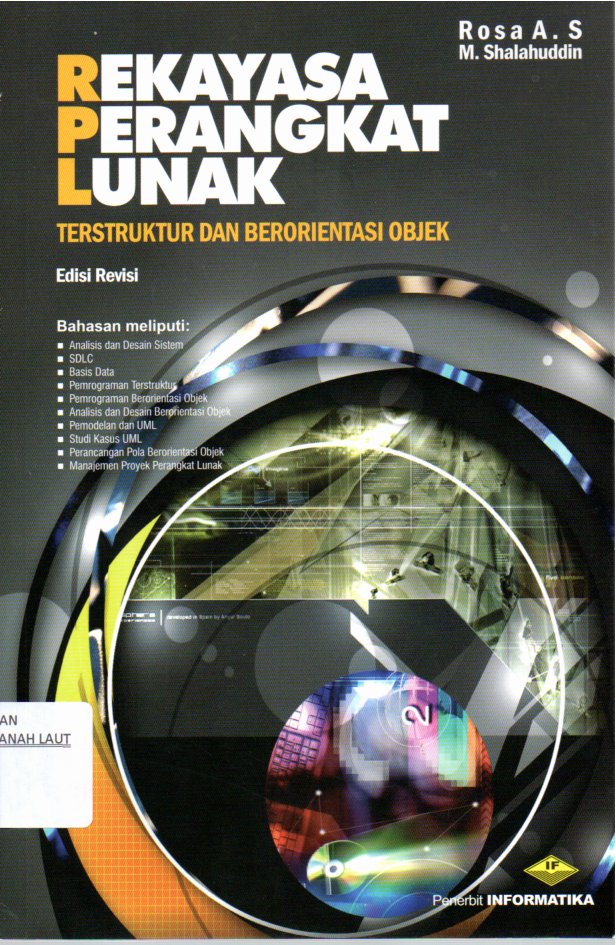 Rosa A. S
M. Shalahuddin
REKAYASA
PERANGKAT
LUNAK
TERSTRUKTUR DAN BERORIENTASI OBJEK
Edisi Revisi
Bahasan meliputi:
Analisis dan Desain Sistem
SDLC
Basis Data
Pemrograman Terstruktur
Pemrograman Berorientasi Objek
Analisis dan Desain Berorientasi Objek
Pemodelan dan UML
Studi Kasus UML
Perancangan Pola Berorientasi Objek
Manajemen Proyek Perangkat Lunak
AN
ANAH LAUT
2
IF
Penerbit INFORMATIKA